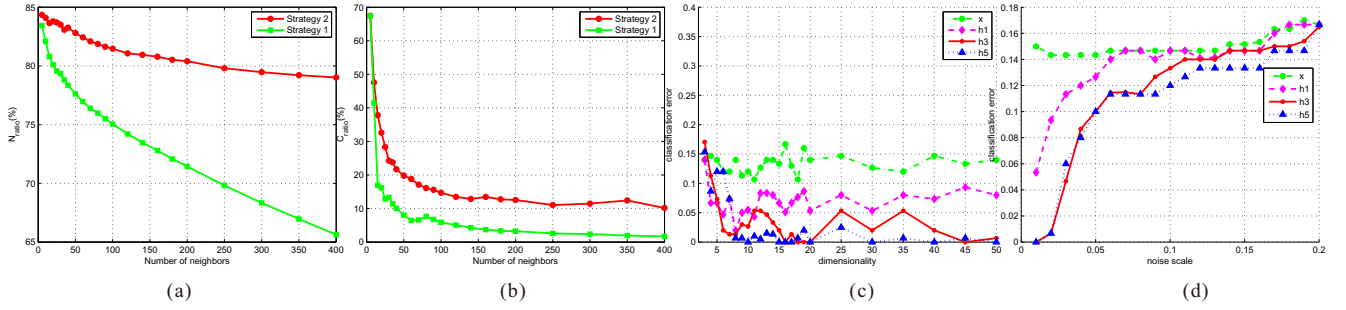 85
80
75
70
65
0
50
100
150
200
250
300
350
400
N_ratio(%)
Number of neighbors
Strategy 2
Strategy 1
(a)
70
60
50
40
30
20
10
0
0
50
100
150
200
250
300
350
400
C_ratio(%)
Number of neighbors
Strategy 2
Strategy 1
(b)
0.4
0.35
0.3
0.25
0.2
0.15
0.1
0.05
0
5
10
15
20
25
30
35
40
45
50
classification error
dimensionality
x
h1
h3
h5
(c)
0.18
0.16
0.14
0.12
0.1
0.08
0.06
0.04
0.02
0
0
0.05
0.1
0.15
0.2
classification error
noise scale
x
h1
h3
h5
(d)